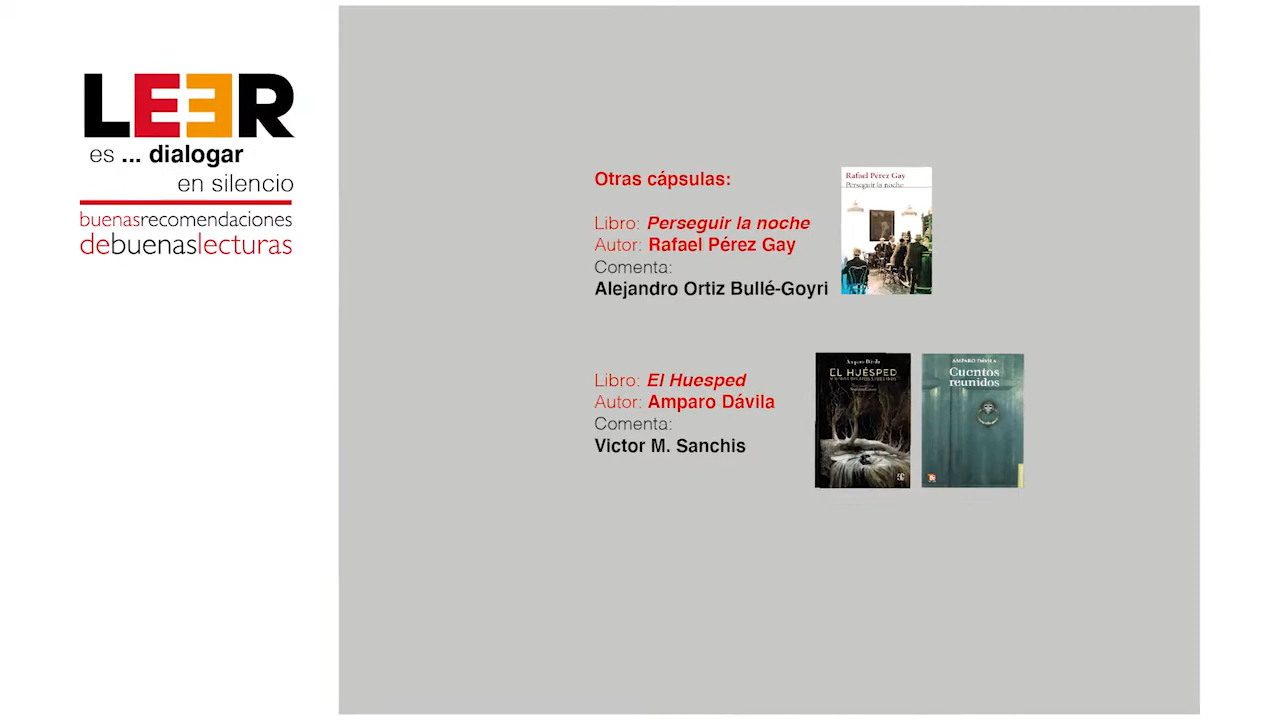 LEER
es ... dialogar
en silencio
buenasrecomendaciones
debuenaslecturas
Otras cápsulas:
Libro: Perseguir la noche
Autor: Rafael Pérez Gay
Comenta:
Alejandro Ortiz Bullé-Goyri
Rafael Pérez Gay
Perseguir la noche
Libro: El Huesped
Autor: Amparo Dávila
Comenta:
Victor M. Sanchis
Amparo Dávila
EL HUÉSPED
AMPARO DÁVILA
Cuentos
reunidos